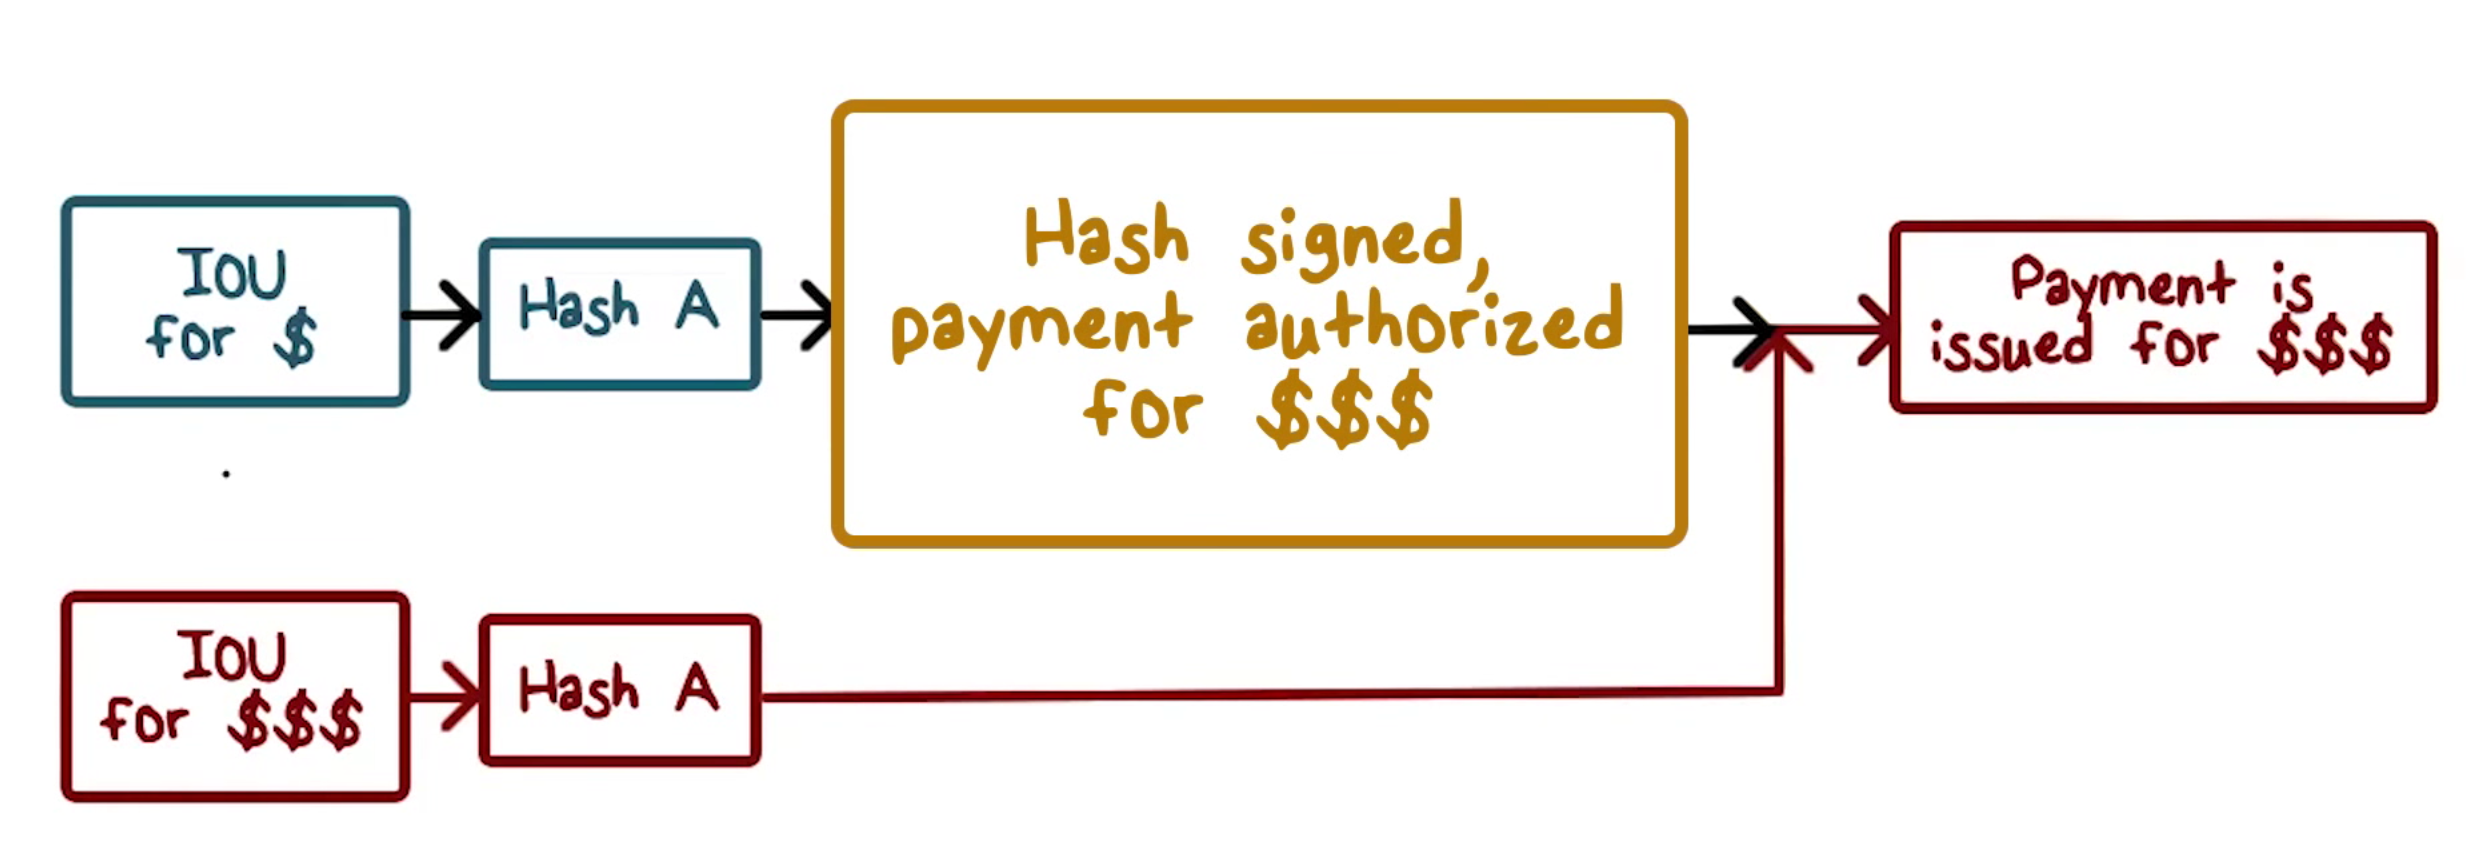 IOU
for $
Hash A
Hash signed,
payment authorized
for $$$
Payment is
issued for $$$
IOU
for $$$
Hash A